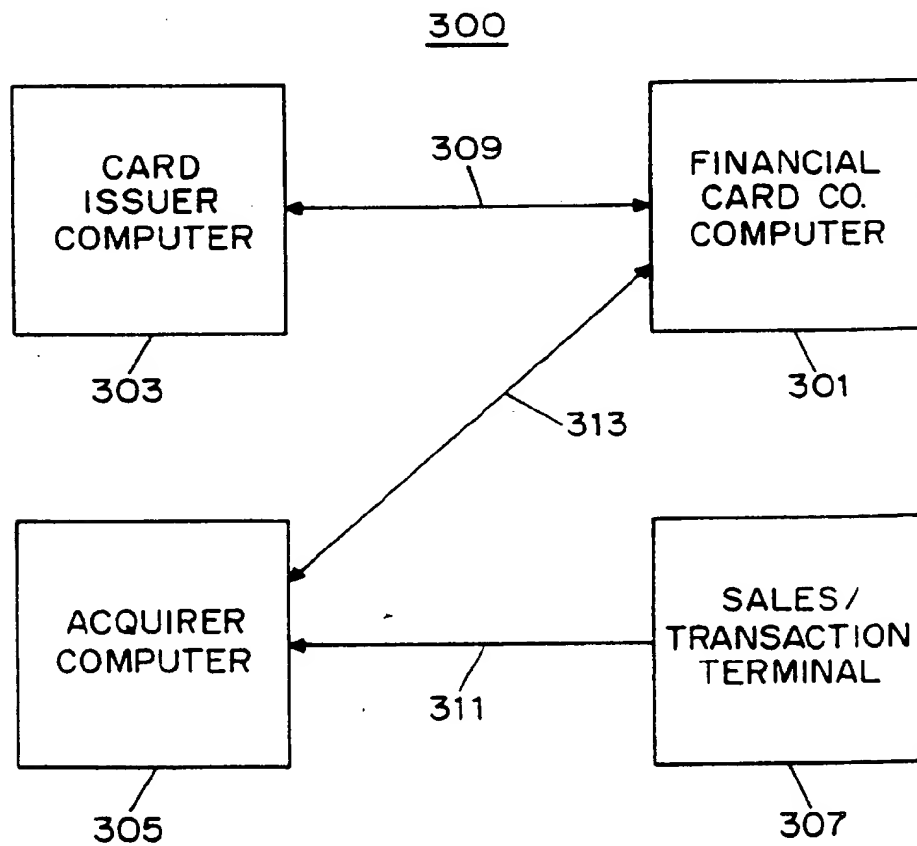 300
CARD
ISSUER
COMPUTER
309
FINANCIAL
CARD CO.
COMPUTER
303
301
313
ACQUIRER
COMPUTER
311
SALES/
TRANSACTION
TERMINAL
305
307